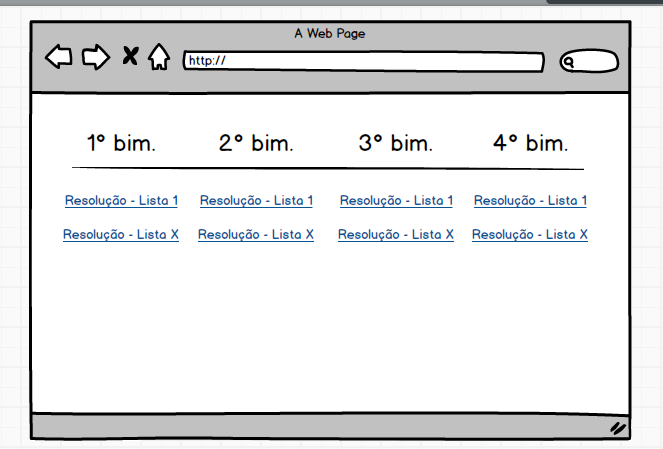 A Web Page
http://
1° bim. 2° bim. 3° bim. 4° bim.
Resolução - Lista 1 Resolução - Lista 1 Resolução - Lista 1 Resolução - Lista 1
Resolução - Lista X Resolução - Lista X Resolução - Lista X Resolução - Lista X